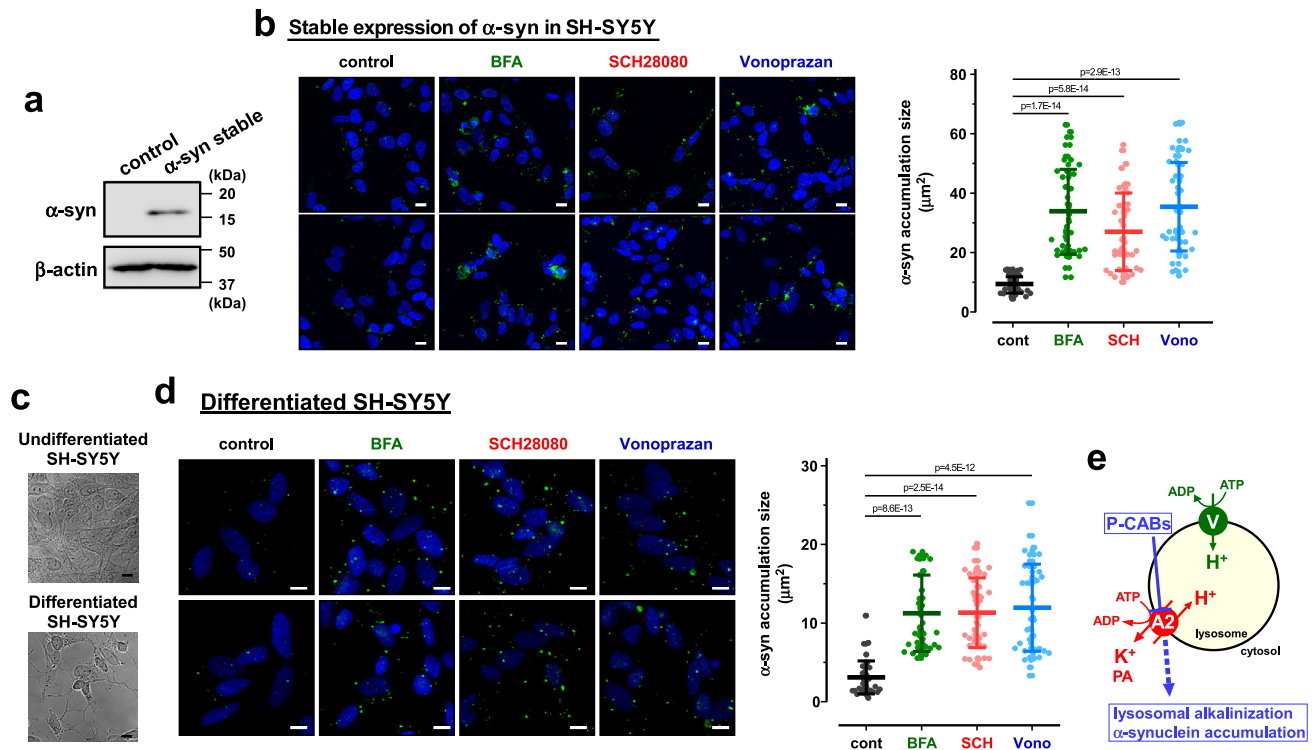 a
control
α-syn stable
(kDa)
α-syn
20
15
β-actin
50
37
(kDa)
b
Stable expression of α-syn in SH-SY5Y
control
BFA
SCH28080
Vonoprazan
α-syn accumulation size
(μm²)
80
60
40
20
0
p=2.9E-13
p=5.8E-14
p=1.7E-14
cont
BFA
SCH
Vono
c
Undifferentiated
SH-SY5Y
Differentiated
SH-SY5Y
d
Differentiated SH-SY5Y
control
BFA
SCH28080
Vonoprazan
α-syn accumulation size
(μm²)
30
20
10
0
p=4.5E-12
p=2.5E-14
p=8.6E-13
cont
BFA
SCH
Vono
e
ADP
ATP
V
H⁺
P-CABs
ATP
ADP
A2
H⁺
K⁺
PA
lysosome
cytosol
lysosomal alkalinization
α-synuclein accumulation